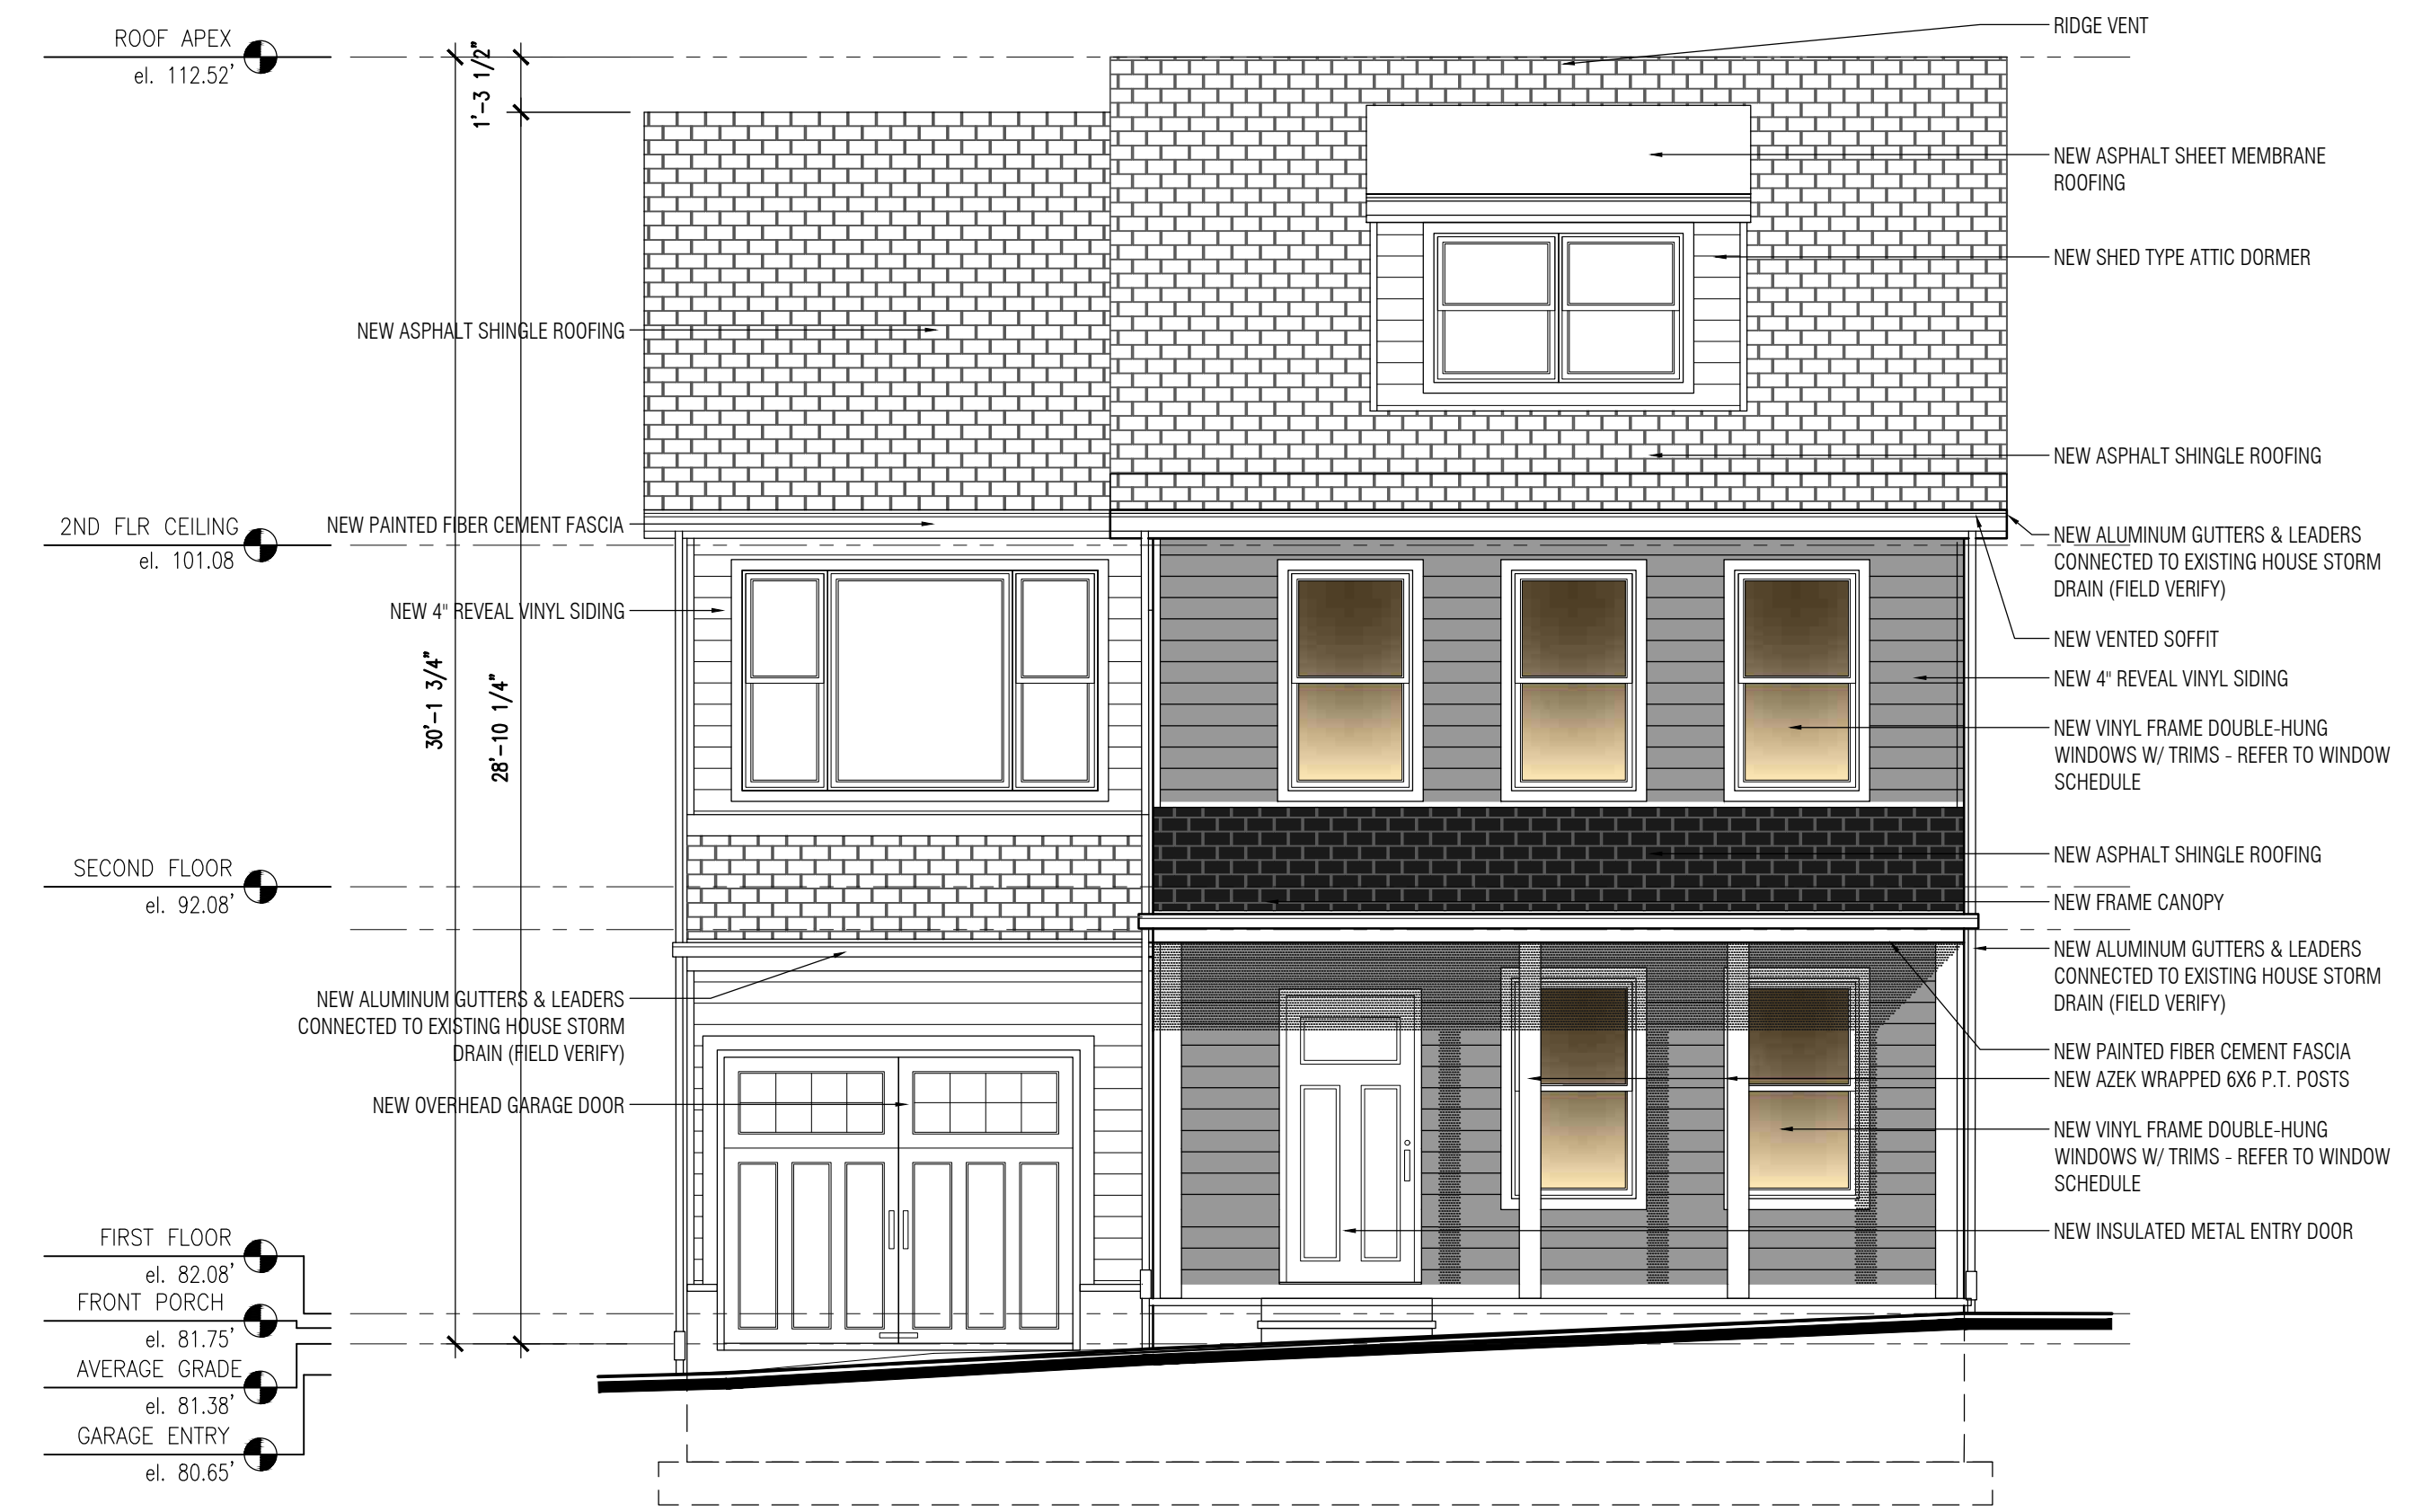 ROOF APEX
el. 112.52'
1'-3 1/2"
NEW ASPHALT SHINGLE ROOFING
2ND FLR CEILING
el. 101.08
NEW PAINTED FIBER CEMENT FASCIA
NEW 4" REVEAL VINYL SIDING
30'-1 3/4"
28'-10 1/4"
SECOND FLOOR
el. 92.08'
NEW ALUMINUM GUTTERS & LEADERS
CONNECTED TO EXISTING HOUSE STORM
DRAIN (FIELD VERIFY)
NEW OVERHEAD GARAGE DOOR
FIRST FLOOR
el. 82.08'
FRONT PORCH
el. 81.75'
AVERAGE GRADE
el. 81.38'
GARAGE ENTRY
el. 80.65'
RIDGE VENT
NEW ASPHALT SHEET MEMBRANE
ROOFING
NEW SHED TYPE ATTIC DORMER
NEW ASPHALT SHINGLE ROOFING
NEW ALUMINUM GUTTERS & LEADERS
CONNECTED TO EXISTING HOUSE STORM
DRAIN (FIELD VERIFY)
NEW VENTED SOFFIT
NEW 4" REVEAL VINYL SIDING
NEW VINYL FRAME DOUBLE-HUNG
WINDOWS W/ TRIMS - REFER TO WINDOW
SCHEDULE
NEW ASPHALT SHINGLE ROOFING
NEW FRAME CANOPY
NEW ALUMINUM GUTTERS & LEADERS
CONNECTED TO EXISTING HOUSE STORM
DRAIN (FIELD VERIFY)
NEW PAINTED FIBER CEMENT FASCIA
NEW AZEK WRAPPED 6X6 P.T. POSTS
NEW VINYL FRAME DOUBLE-HUNG
WINDOWS W/ TRIMS - REFER TO WINDOW
SCHEDULE
NEW INSULATED METAL ENTRY DOOR